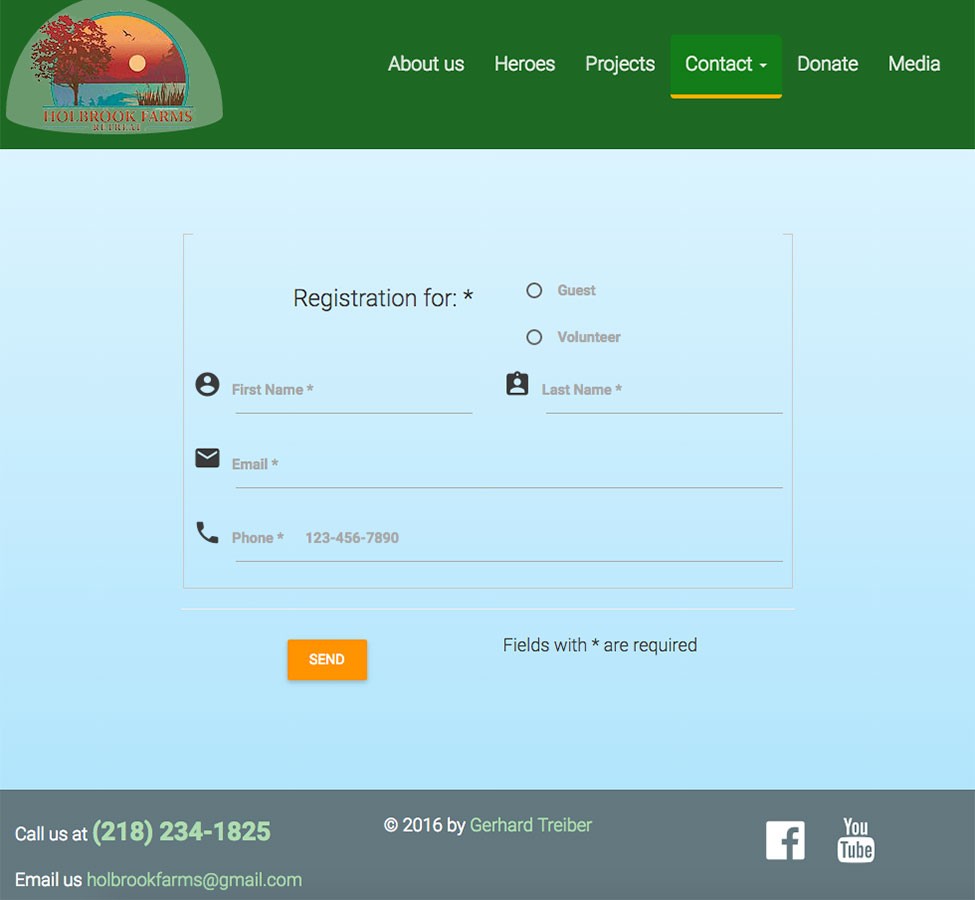 HOLBROOK FARMS
RETREAT
About us Heroes Projects Contact Donate Media
Registration for: *
Guest
Volunteer
First Name * Last Name *
Email *
Phone * 123-456-7890
SEND Fields with * are required
Call us at (218) 234-1825
© 2016 by Gerhard Treiber
You
Tube
Email us holbrookfarms@gmail.com